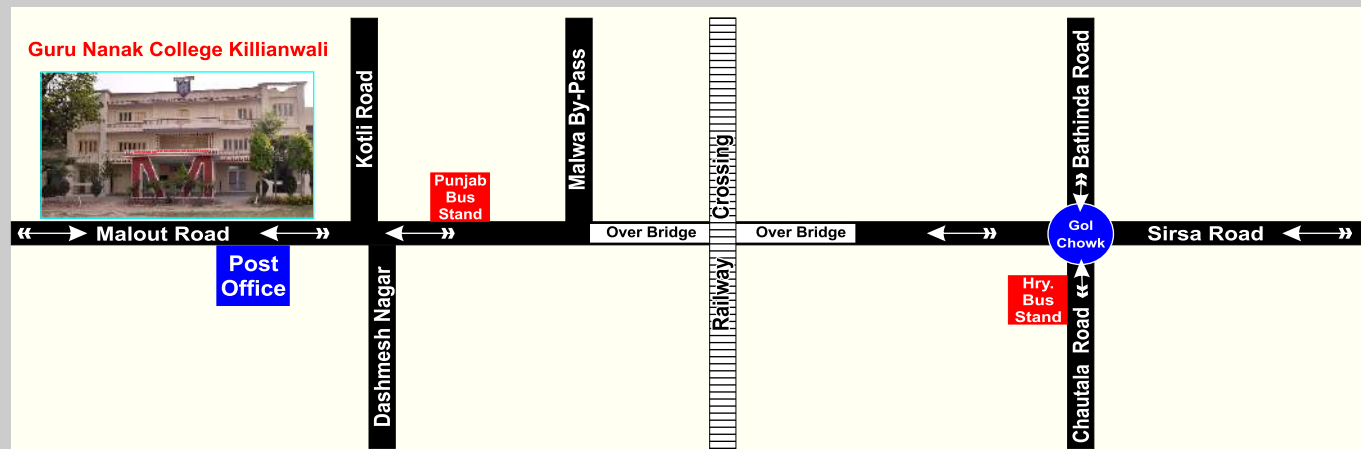 Guru Nanak College Killianwali
Kotli Road
Malwa By-Pass
Railway Crossing
Bathinda Road
Punjab
Bus
Stand
Malout Road
Over Bridge
Over Bridge
Gol
Chowk
Sirsa Road
Post
Office
Dashmesh Nagar
Hry.
Bus
Stand
Chautala Road